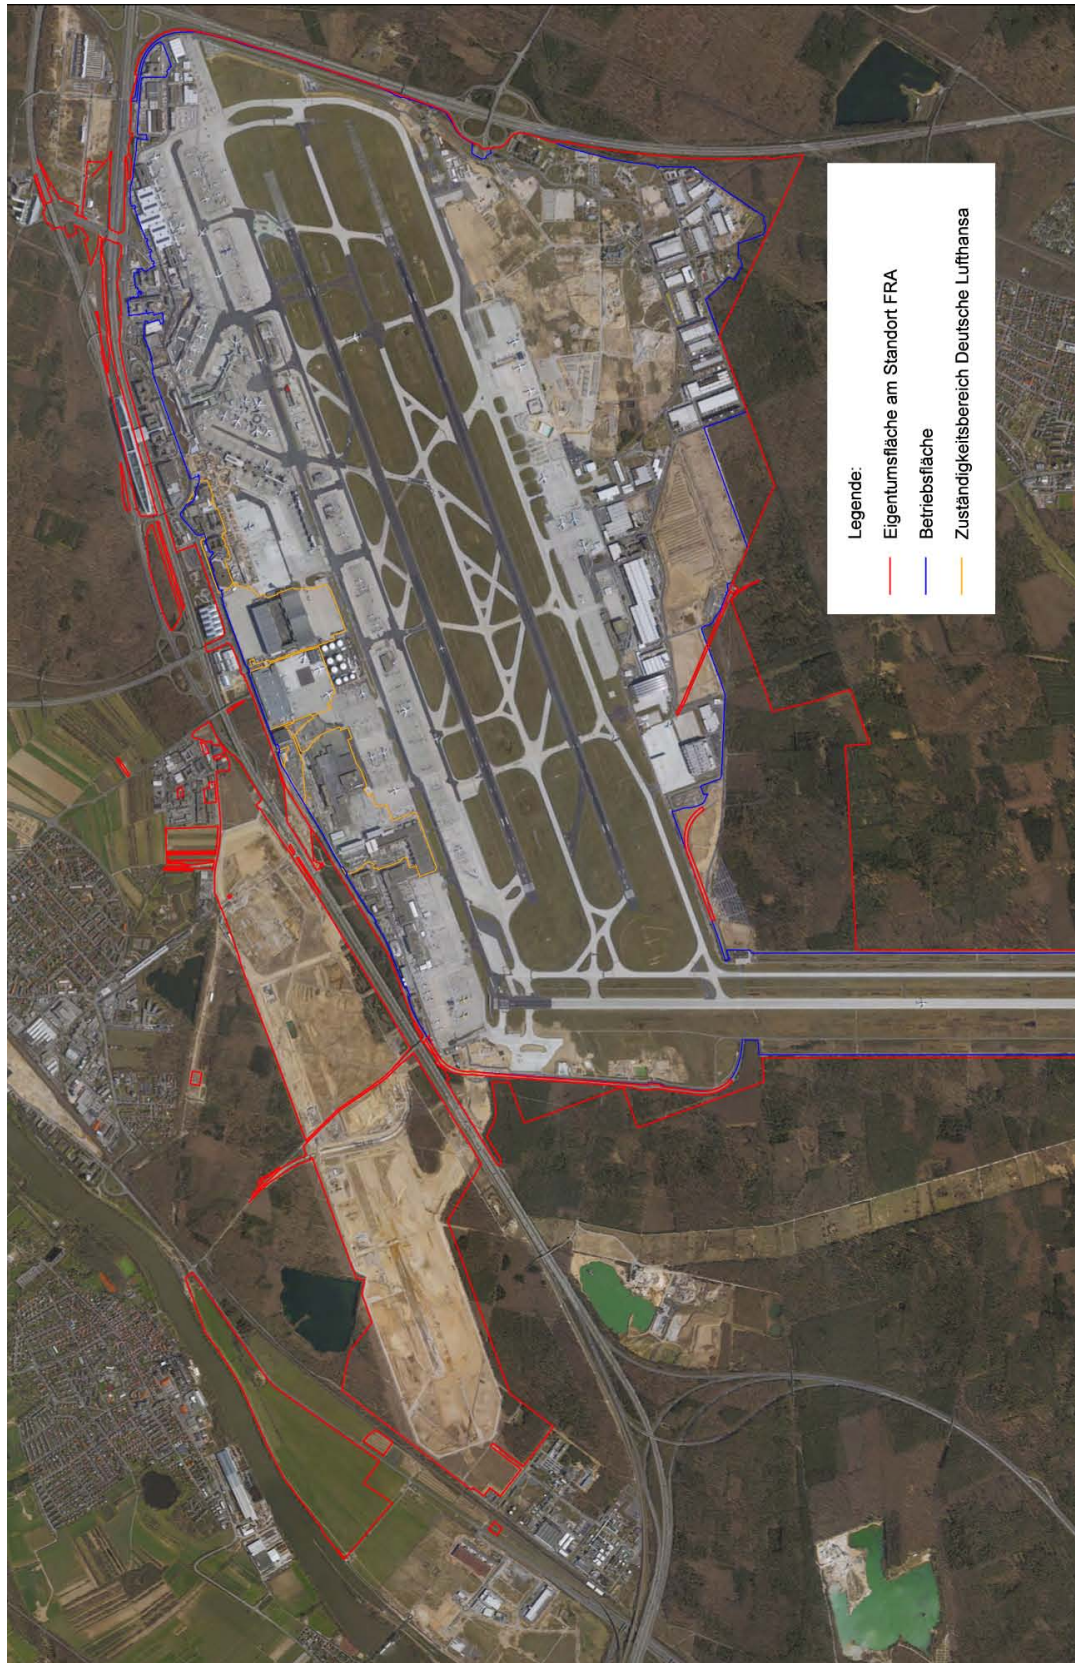 Legende:
Eigentumsfläche am Standort FRA
Betriebsfläche
Zuständigkeitsbereich Deutsche Lufthansa